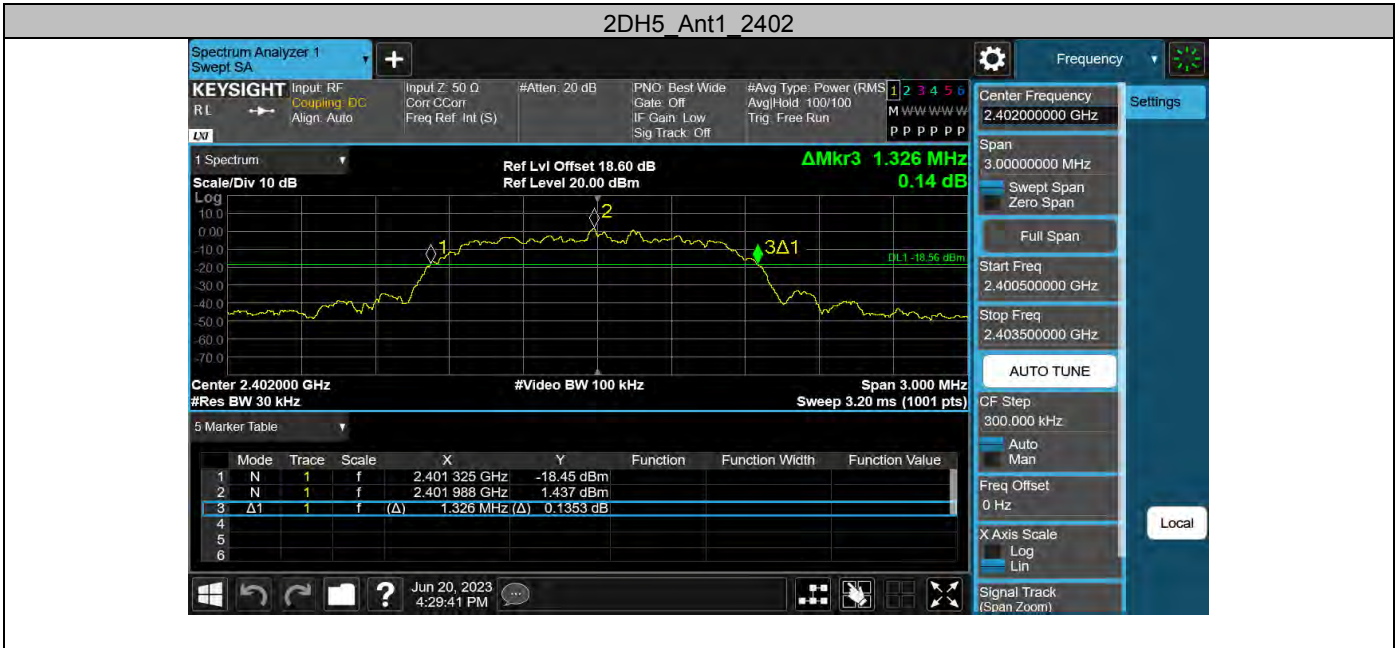 2DH5_Ant1_2402
Spectrum Analyzer 1
Swept SA
Frequency
KEYSIGHT
R L
LXI
Input: RF
Coupling: DC
Align: Auto
Input Z: 50 Ω
Corr CCorr
Freq Ref: Int (S)
#Atten: 20 dB
PNO: Best Wide
Gate: Off
IF Gain: Low
Sig Track: Off
#Avg Type: Power (RMS
Avg|Hold: 100/100
Trig: Free Run
1 2 3 4 5 6
M W W W W W
P P P P P P
1 Spectrum
Scale/Div 10 dB
Ref Lvl Offset 18.60 dB
Ref Level 20.00 dBm
ΔMkr3 1.326 MHz
0.14 dB
Log
10.0
0.00
-10.0
-20.0
-30.0
-40.0
-50.0
-60.0
-70.0
1
2
3Δ1
DL1 -18.56 dBm
Center 2.402000 GHz
#Video BW 100 kHz
Span 3.000 MHz
#Res BW 30 kHz
Sweep 3.20 ms (1001 pts)
5 Marker Table
Mode Trace Scale X Y Function Function Width Function Value
1 N 1 f 2.401 325 GHz -18.45 dBm
2 N 1 f 2.401 988 GHz 1.437 dBm
3 Δ1 1 f (Δ) 1.326 MHz (Δ) 0.1353 dB
4
5
6
Jun 20, 2023
4:29:41 PM
Center Frequency
2.402000000 GHz
Settings
Span
3.00000000 MHz
Swept Span
Zero Span
Full Span
Start Freq
2.400500000 GHz
Stop Freq
2.403500000 GHz
AUTO TUNE
CF Step
300.000 kHz
Auto
Man
Freq Offset
0 Hz
Local
X Axis Scale
Log
Lin
Signal Track
(Span Zoom)